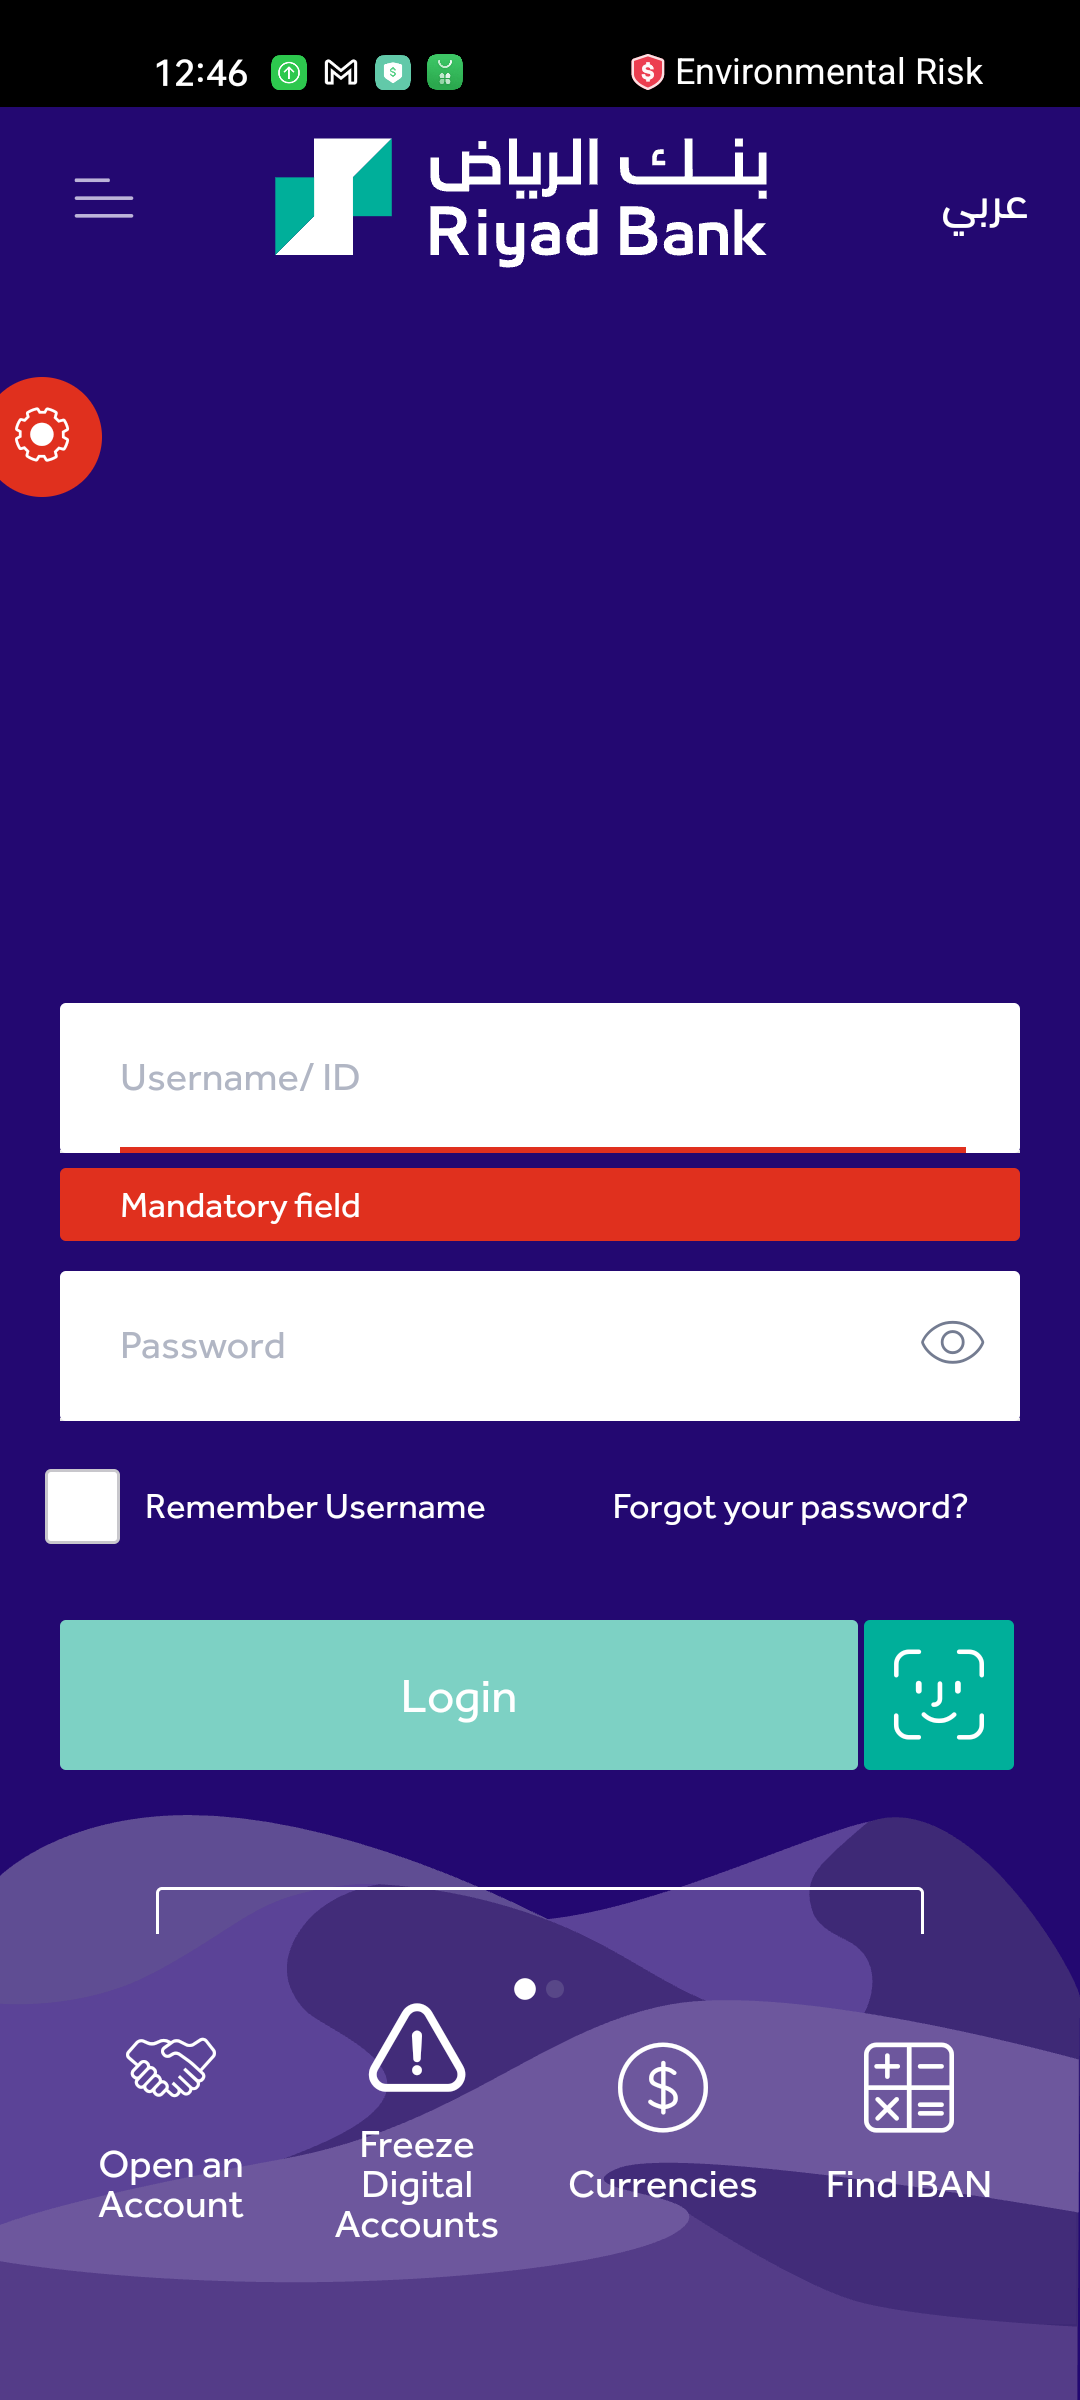 12:46
Environmental Risk
بنك الرياض
Riyad Bank
عربي
Username/ ID
Mandatory field
Password
Remember Username
Forgot your password?
Login
Open an
Account
Freeze
Digital
Accounts
Currencies
Find IBAN